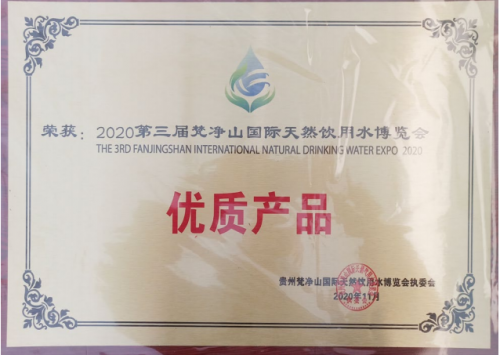 荣获：2020第三届梵净山国际天然饮用水博览会
THE 3RD FANJINGSHAN INTERNATIONAL NATURAL DRINKING WATER EXPO 2020
优质产品
贵州梵净山国际天然饮用水博览会执委会
2020年11月